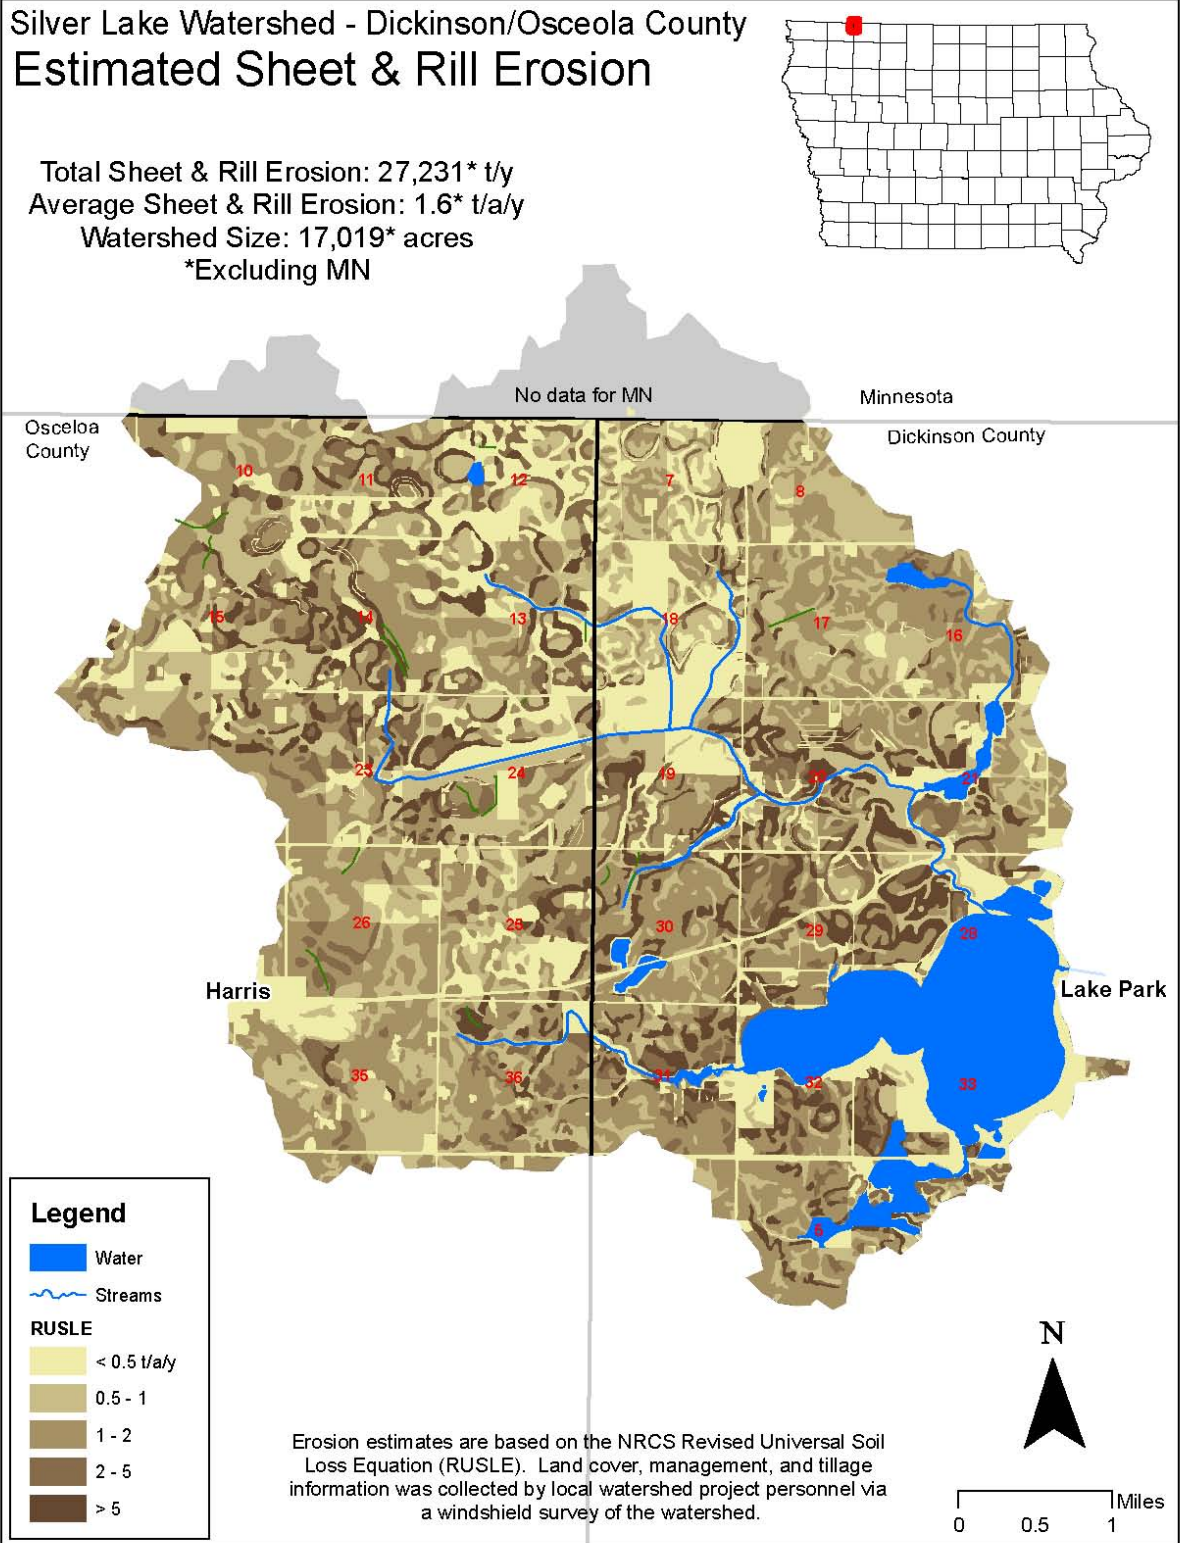 Silver Lake Watershed - Dickinson/Osceola County
Estimated Sheet & Rill Erosion
Total Sheet & Rill Erosion: 27,231* t/y
Average Sheet & Rill Erosion: 1.6* t/a/y
Watershed Size: 17,019* acres
*Excluding MN
No data for MN
Minnesota
Osceloa
County
Dickinson County
10
11
12
7
8
15
14
13
18
17
16
23
24
19
20
21
26
25
30
29
28
Harris
Lake Park
35
36
31
32
33
5
Legend
Water
Streams
RUSLE
< 0.5 t/a/y
0.5 - 1
1 - 2
2 - 5
> 5
Erosion estimates are based on the NRCS Revised Universal Soil
Loss Equation (RUSLE). Land cover, management, and tillage
information was collected by local watershed project personnel via
a windshield survey of the watershed.
N
Miles
0 0.5 1